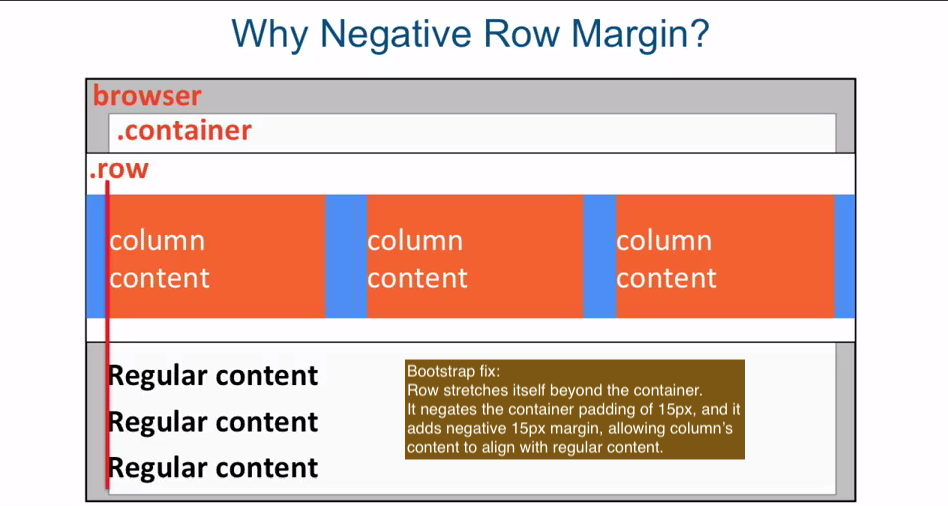 Why Negative Row Margin?
browser
.container
.row
column
content
column
content
column
content
Regular content
Regular content
Regular content
Bootstrap fix:
Row stretches itself beyond the container.
It negates the container padding of 15px, and it
adds negative 15px margin, allowing column's
content to align with regular content.